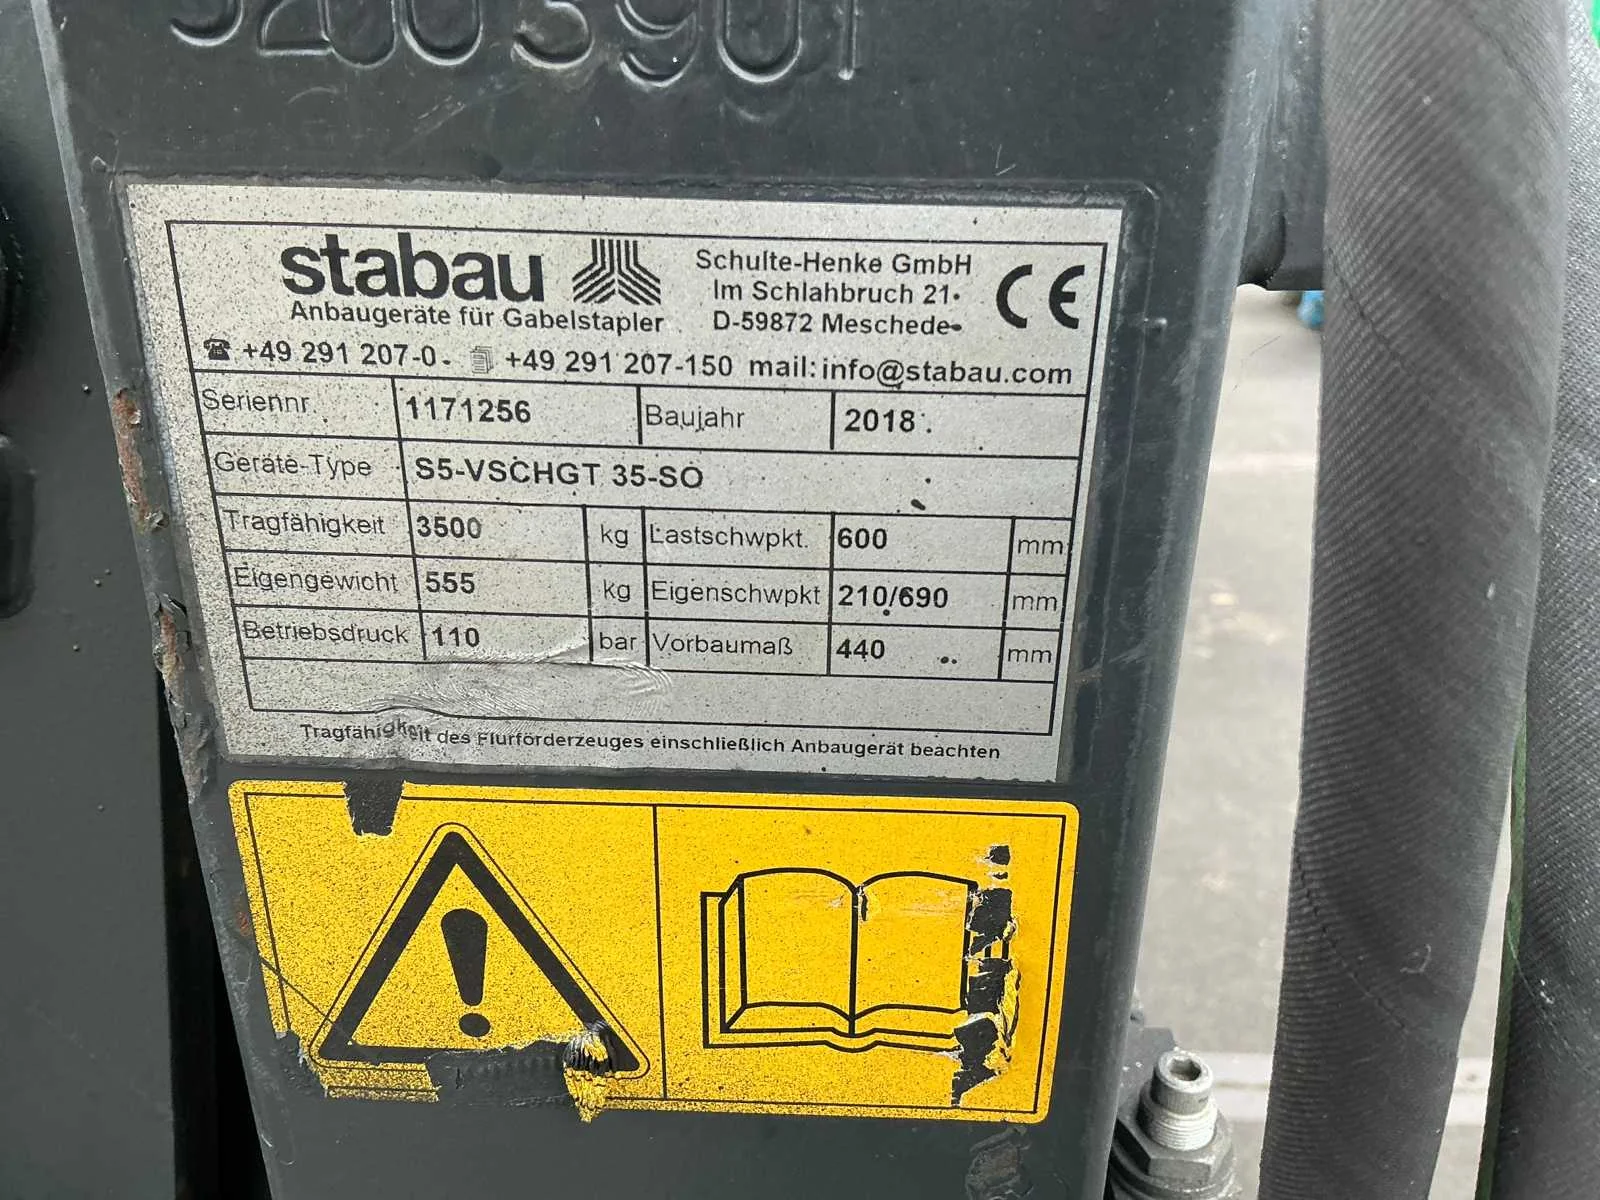 stabau
Anbaugeräte für Gabelstapler
Schulte-Henke GmbH
Im Schlahbruch 21
D-59872 Meschede
CE
+49 291 207-0 +49 291 207-150 mail: info@stabau.com
Seriennr. 1171256 Baujahr 2018
Geräte-Type S5-VSCHGT 35-SO
Tragfähigkeit 3500 kg Lastschwpkt. 600 mm
Eigengewicht 555 kg Eigenschwpkt 210/690 mm
Betriebsdruck 110 bar Vorbaumaß 440 mm
Tragfähigkeit des Flurförderzeuges einschließlich Anbaugerät beachten